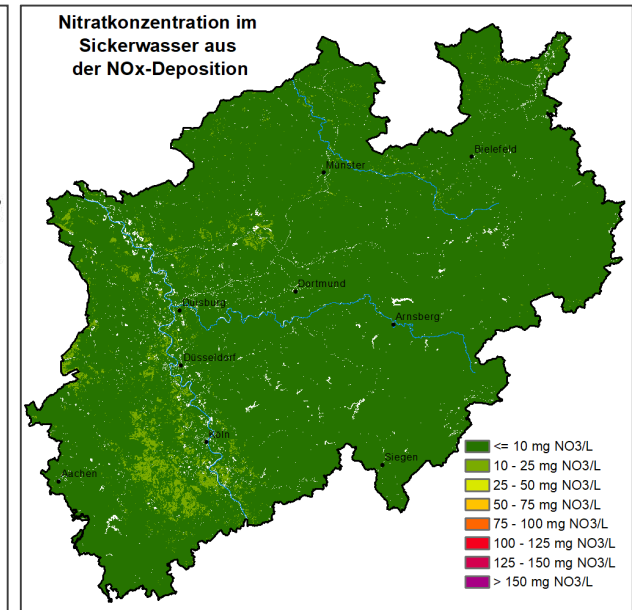 Nitratkonzentration im
Sickerwasser aus
der NOx-Deposition
Bielefeld
Münster
Dortmund
Duisburg
Arnsberg
Düsseldorf
Köln
Siegen
Aachen
<= 10 mg NO3/L
10 - 25 mg NO3/L
25 - 50 mg NO3/L
50 - 75 mg NO3/L
75 - 100 mg NO3/L
100 - 125 mg NO3/L
125 - 150 mg NO3/L
> 150 mg NO3/L